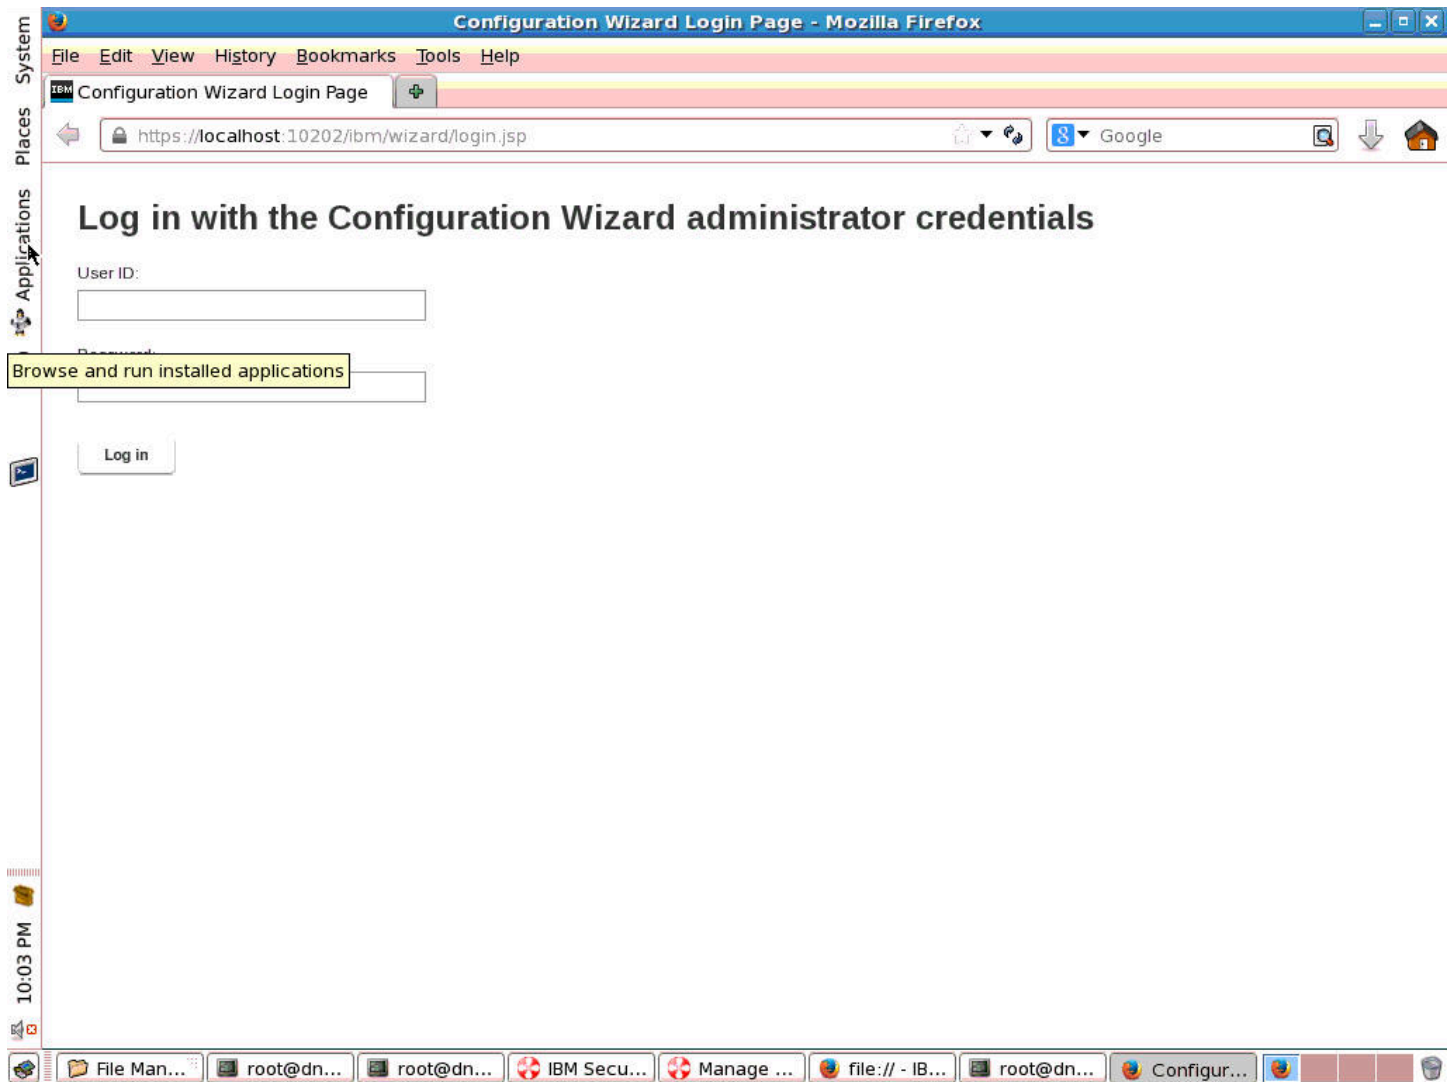 System
Places
Applications
Configuration Wizard Login Page - Mozilla Firefox
File Edit View History Bookmarks Tools Help
IBM Configuration Wizard Login Page
https://localhost:10202/ibm/wizard/login.jsp
8 Google
Log in with the Configuration Wizard administrator credentials
User ID:
Password:
Browse and run installed applications
Log in
10:03 PM
File Man... root@dn... root@dn... IBM Secu... Manage ... file:// - IB... root@dn... Configur...